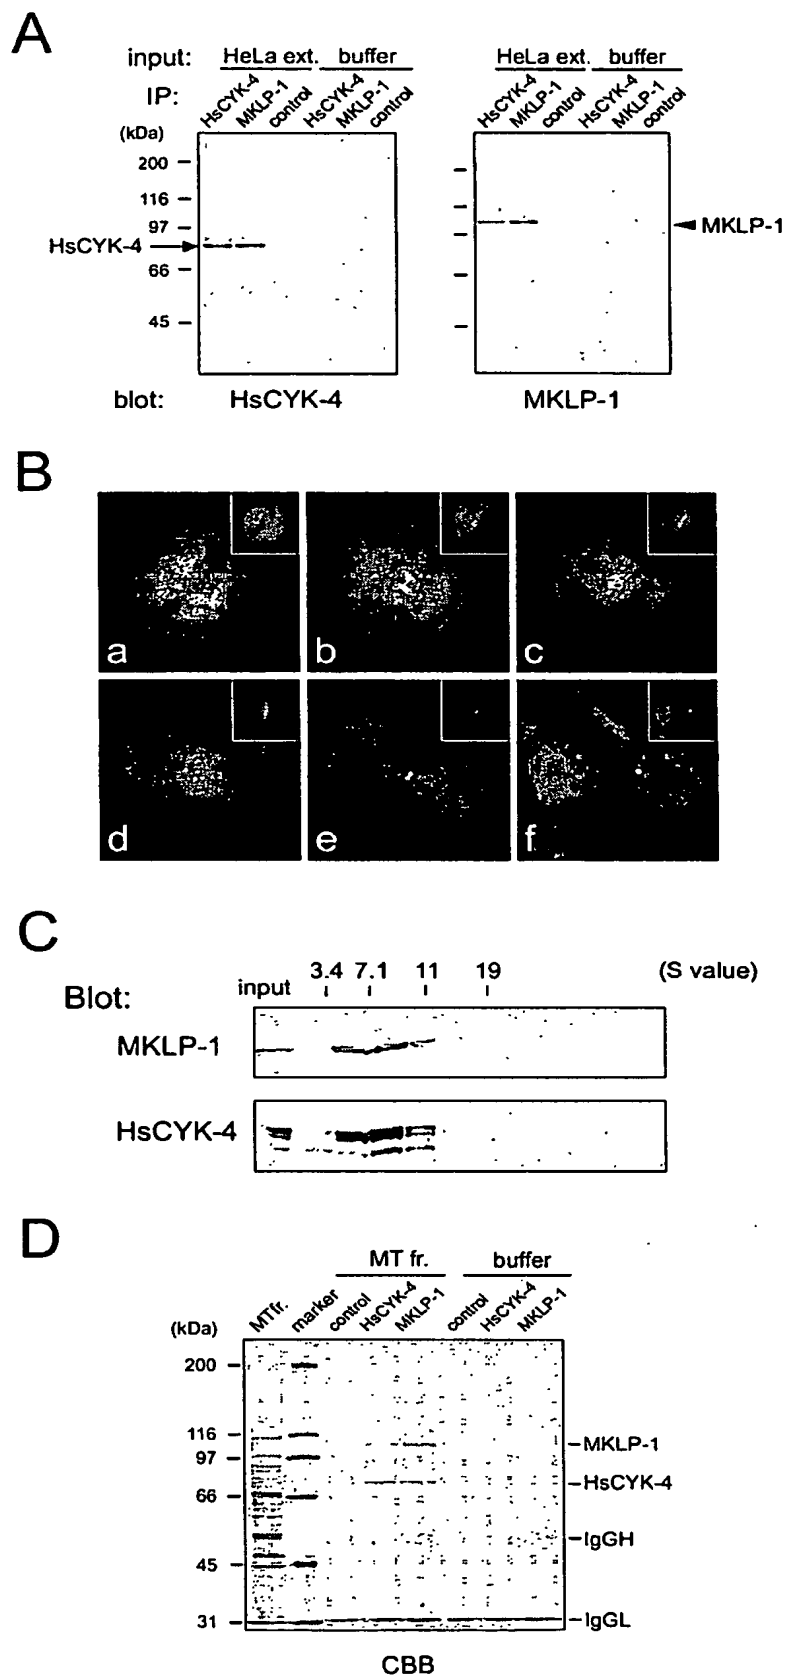 A
input: HeLa ext. buffer HeLa ext. buffer
IP: HsCYK-4 MKLP-1 control HsCYK-4 MKLP-1 control HsCYK-4 MKLP-1 control HsCYK-4 MKLP-1 control
(kDa)
200
116
97
MKLP-1
HsCYK-4
66
45
blot: HsCYK-4 MKLP-1
B
a b c
d e f
C
3.4 7.1 11 19 (S value)
Blot: input
MKLP-1
HsCYK-4
D
MT fr. buffer
MTfr. marker control HsCYK-4 MKLP-1 control HsCYK-4 MKLP-1
(kDa)
200
116
MKLP-1
97
HsCYK-4
66
IgGH
45
31 IgGL
CBB